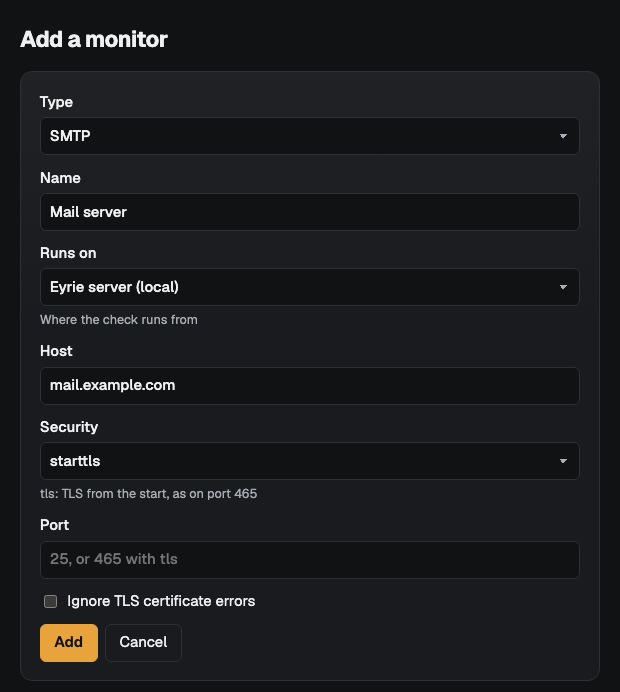 Add a monitor
Type
SMTP
Name
Mail server
Runs on
Eyrie server (local)
Where the check runs from
Host
mail.example.com
Security
starttls
tls: TLS from the start, as on port 465
Port
25, or 465 with tls
Ignore TLS certificate errors
Add Cancel